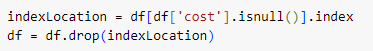 indexLocation = df[df['cost'].isnull()].index
df = df.drop(indexLocation)